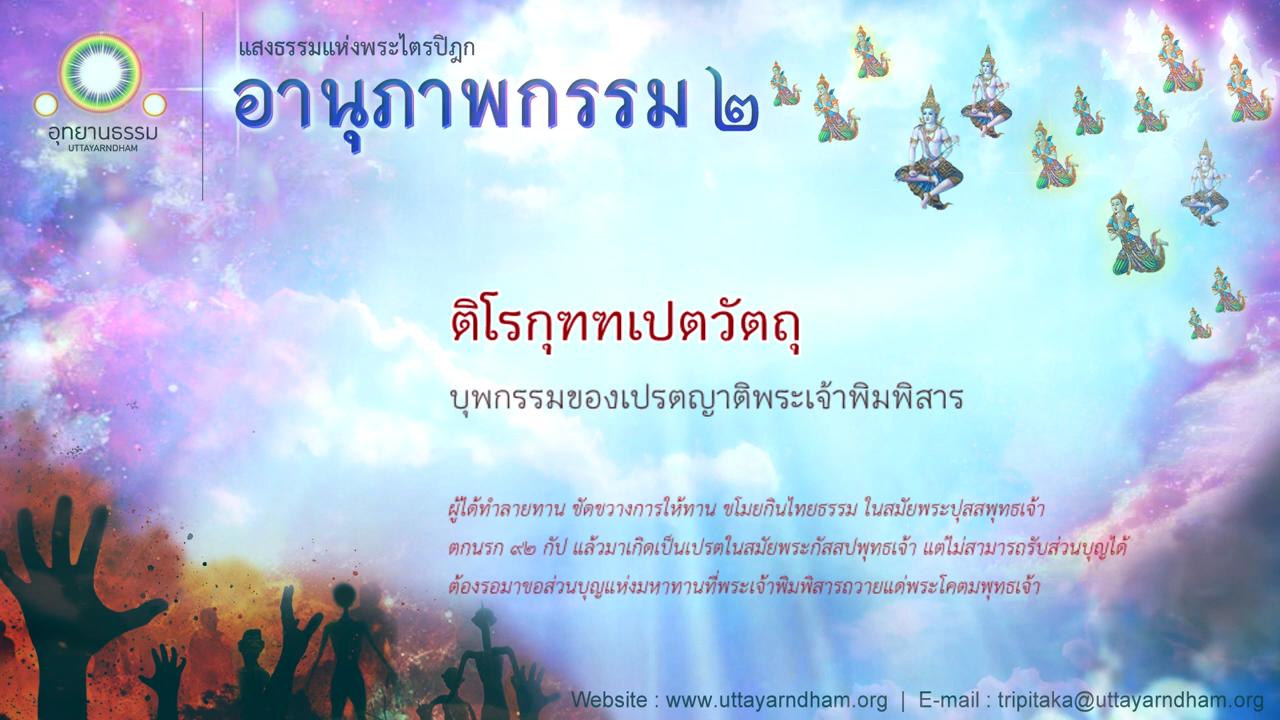 แสงธรรมแห่งพระไตรปิฎก
อานุภาพกรรม ๒
อุทยานธรรม
UTTAYARNDHAM
ติโรกุฑฑเปตวัตถุ
บุพกรรมของเปรตญาติพระเจ้าพิมพิสาร
ผู้ได้ทำลายทาน ขัดขวางการให้ทาน ขโมยกินไทยธรรม ในสมัยพระปุสสพุทธเจ้า
ตกนรก ๙๒ กัป แล้วมาเกิดเป็นเปรตในสมัยพระกัสสปพุทธเจ้า แต่ไม่สามารถรับส่วนบุญได้
ต้องรอมาขอส่วนบุญแห่งมหาทานที่พระเจ้าพิมพิสารถวายแด่พระโคตมพุทธเจ้า
Website : www.uttayarndham.org | E-mail : tripitaka@uttayarndham.org